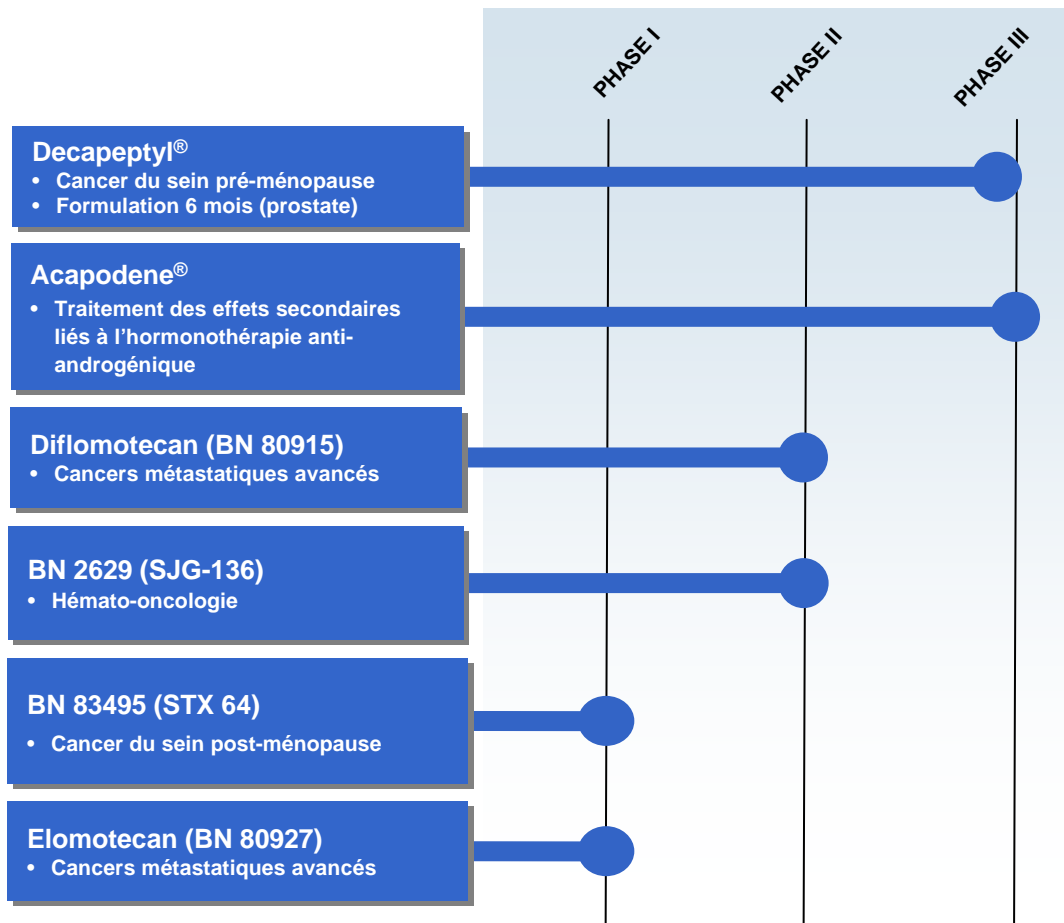 PHASE I
PHASE II
PHASE III
Decapeptyl®
• Cancer du sein pré-ménopause
• Formulation 6 mois (prostate)
Acapodene®
• Traitement des effets secondaires
liés à l’hormonothérapie anti-
androgénique
Diflomotecan (BN 80915)
• Cancers métastatiques avancés
BN 2629 (SJG-136)
• Hémato-oncologie
BN 83495 (STX 64)
• Cancer du sein post-ménopause
Elomotecan (BN 80927)
• Cancers métastatiques avancés